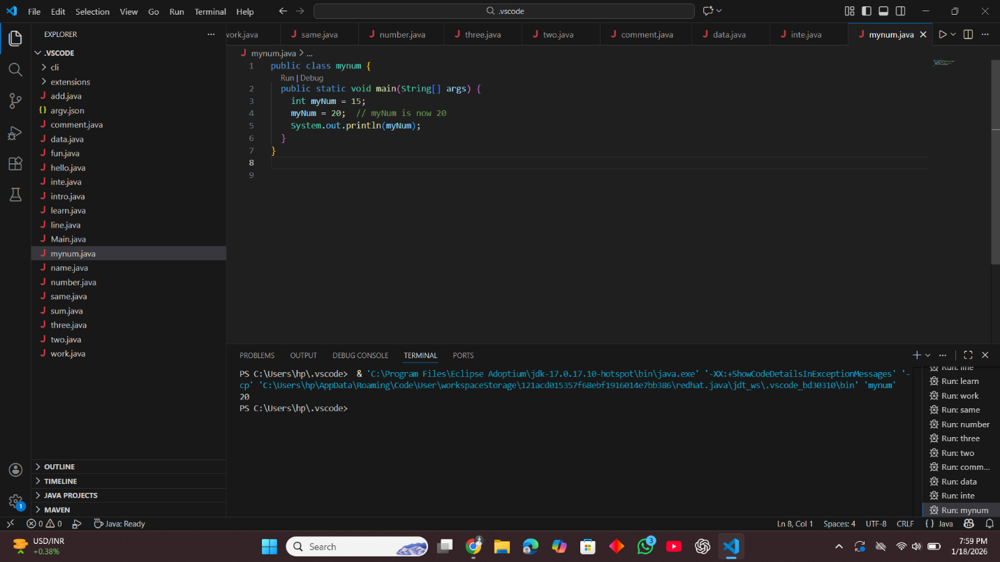 File Edit Selection View Go Run Terminal Help
.vscode
EXPLORER
.VSCODE
cli
extensions
add.java
argv.json
comment.java
data.java
fun.java
hello.java
inte.java
intro.java
learn.java
line.java
Main.java
mynum.java
name.java
number.java
same.java
sum.java
three.java
two.java
work.java
OUTLINE
TIMELINE
JAVA PROJECTS
MAVEN
work.java same.java number.java three.java two.java comment.java data.java inte.java mynum.java
mynum.java > ...
1 public class mynum {
Run | Debug
2 public static void main(String[] args) {
3 int myNum = 15;
4 myNum = 20; // myNum is now 20
5 System.out.println(myNum);
6 }
7 }
8
9
PROBLEMS OUTPUT DEBUG CONSOLE TERMINAL PORTS
PS C:\Users\hp\.vscode> & 'C:\Program Files\Eclipse Adoptium\jdk-17.0.17.10-hotspot\bin\java.exe' '-XX:+ShowCodeDetailsInExceptionMessages' '-
cp' 'C:\Users\hp\AppData\Roaming\Code\User\workspaceStorage\121acd015357f68ebf1916014e7bb386\redhat.java\jdt_ws\.vscode_bd30310\bin' 'mynum'
20
PS C:\Users\hp\.vscode>
Run: line
Run: learn
Run: work
Run: same
Run: number
Run: three
Run: two
Run: comm...
Run: data
Run: inte
Run: mynum
1
0 0 Java: Ready
Ln 8, Col 1 Spaces: 4 UTF-8 CRLF {} Java
USD/INR
+0.38%
Search
3
7:59 PM
1/18/2026